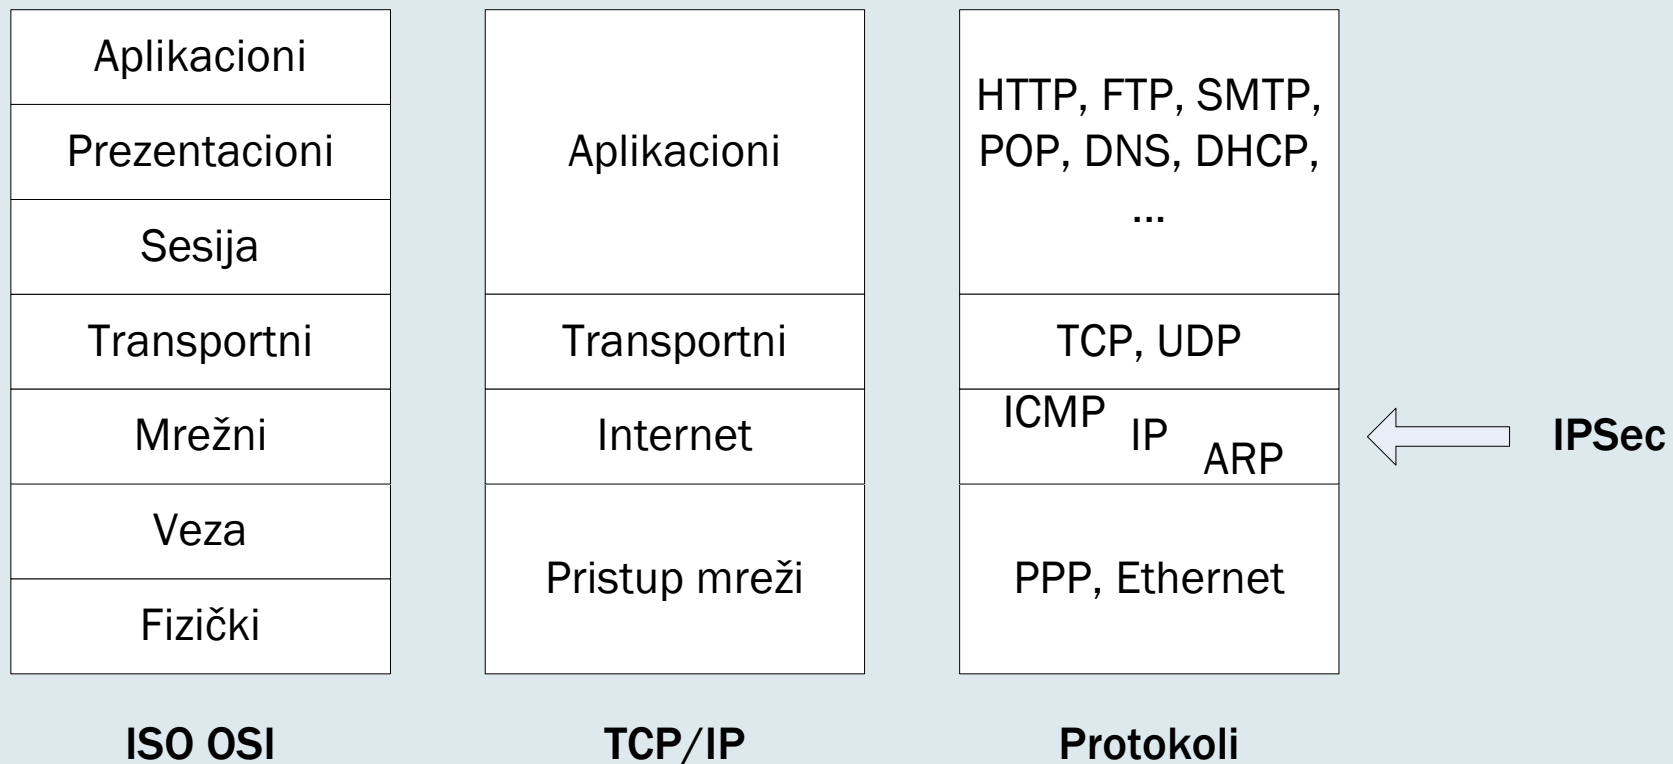 Aplikacioni
Prezentacioni
Sesija
Transportni
Mrežni
Veza
Fizički
ISO OSI
Aplikacioni
Transportni
Internet
Pristup mreži
TCP/IP
HTTP, FTP, SMTP,
POP, DNS, DHCP,
...
TCP, UDP
ICMP
IP
ARP
PPP, Ethernet
Protokoli
IPSec